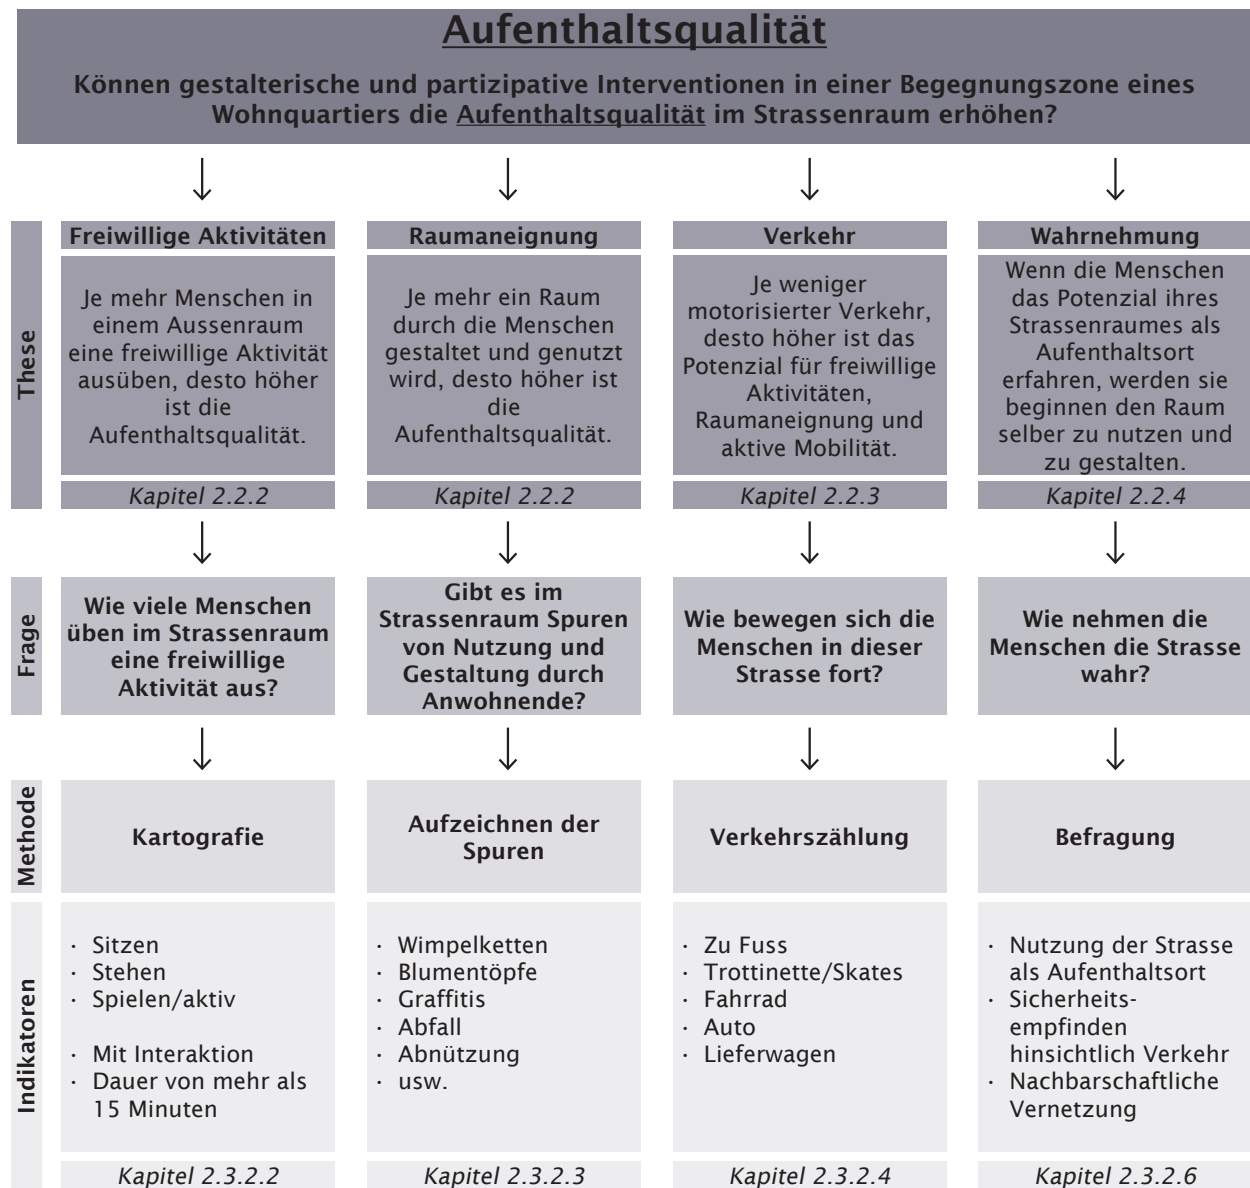 Aufenthaltsqualität
Können gestalterische und partizipative Interventionen in einer Begegnungszone eines
Wohnquartiers die Aufenthaltsqualität im Strassenraum erhöhen?
These
Freiwillige Aktivitäten
Je mehr Menschen in
einem Aussenraum
eine freiwillige Aktivität
ausüben, desto höher
ist die
Aufenthaltsqualität.
Kapitel 2.2.2
Raumaneignung
Je mehr ein Raum
durch die Menschen
gestaltet und genutzt
wird, desto höher ist
die
Aufenthaltsqualität.
Kapitel 2.2.2
Verkehr
Je weniger
motorisierter Verkehr,
desto höher ist das
Potenzial für freiwillige
Aktivitäten,
Raumaneignung und
aktive Mobilität.
Kapitel 2.2.3
Wahrnehmung
Wenn die Menschen
das Potenzial ihres
Strassenraumes als
Aufenthaltsort
erfahren, werden sie
beginnen den Raum
selber zu nutzen und
zu gestalten.
Kapitel 2.2.4
Frage
Wie viele Menschen
üben im Strassenraum
eine freiwillige
Aktivität aus?
Gibt es im
Strassenraum Spuren
von Nutzung und
Gestaltung durch
Anwohnende?
Wie bewegen sich die
Menschen in dieser
Strasse fort?
Wie nehmen die
Menschen die Strasse
wahr?
Methode
Kartografie
Aufzeichnen der
Spuren
Verkehrszählung
Befragung
Indikatoren
· Sitzen
· Stehen
· Spielen/aktiv
· Mit Interaktion
· Dauer von mehr als
15 Minuten
Kapitel 2.3.2.2
· Wimpelketten
· Blumentöpfe
· Graffitis
· Abfall
· Abnützung
· usw.
Kapitel 2.3.2.3
· Zu Fuss
· Trottinette/Skates
· Fahrrad
· Auto
· Lieferwagen
Kapitel 2.3.2.4
· Nutzung der Strasse
als Aufenthaltsort
· Sicherheits-
empfinden
hinsichtlich Verkehr
· Nachbarschaftliche
Vernetzung
Kapitel 2.3.2.6